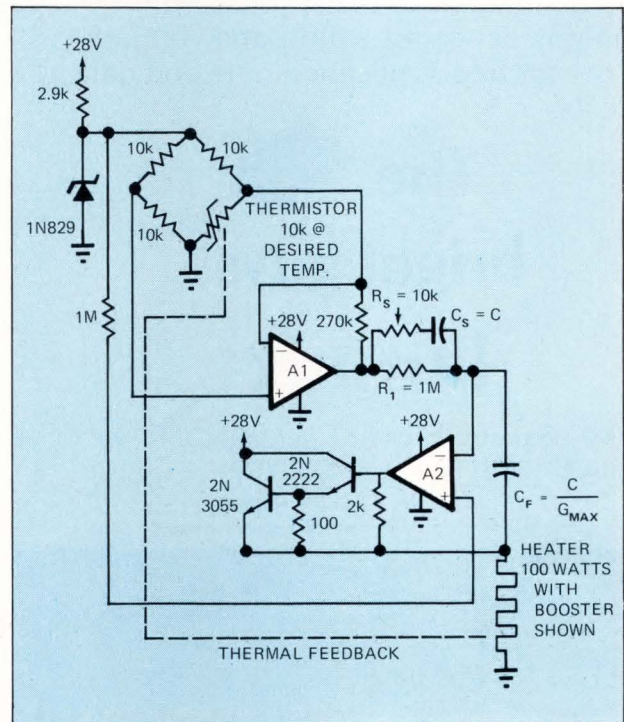 +28V
2.9k
10k
10k
10k
1N829
THERMISTOR
10k @
DESIRED
TEMP.
1M
+28V
270k
R_S = 10k
C_S = C
A1
−
+
R_1 = 1M
+28V
+28V
2N
2222
2N
3055
100
2k
A2
−
+
C_F = C/G_MAX
HEATER
100 WATTS
WITH
BOOSTER
SHOWN
THERMAL FEEDBACK